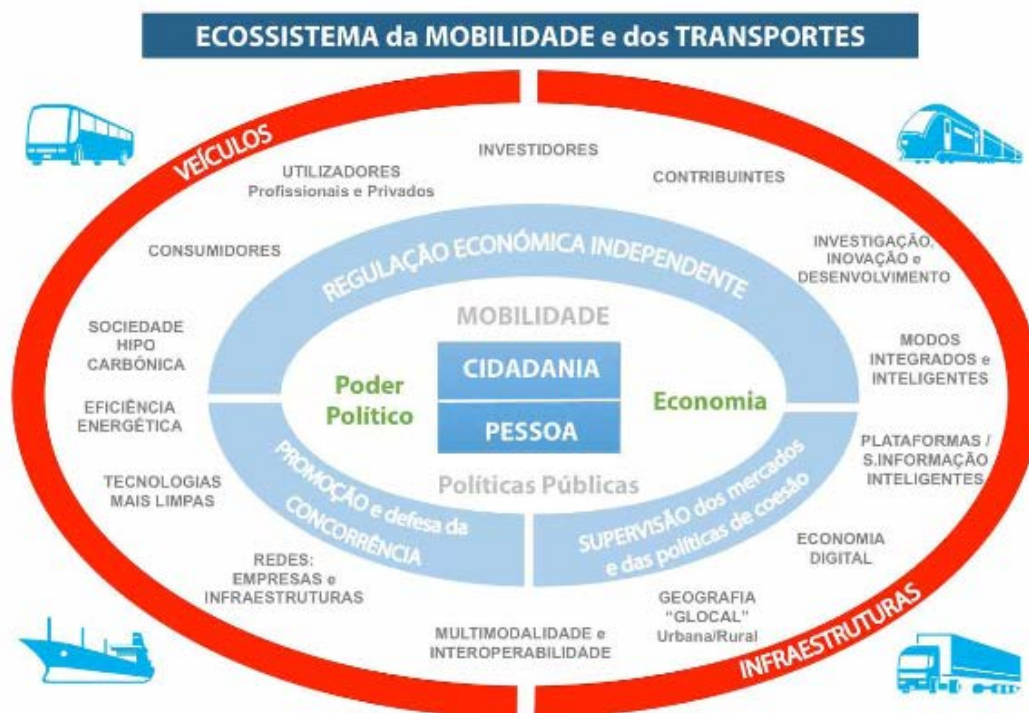 ECOSSISTEMA da MOBILIDADE e dos TRANSPORTES
VEÍCULOS
INVESTIDORES
UTILIZADORES
Profissionais e Privados
CONTRIBUINTES
CONSUMIDORES
REGULAÇÃO ECONÓMICA INDEPENDENTE
INVESTIGAÇÃO,
INOVAÇÃO e
DESENVOLVIMENTO
MOBILIDADE
SOCIEDADE
HIPO
CARBÓNICA
CIDADANIA
MODOS
INTEGRADOS e
INTELIGENTES
Poder
Político
Economia
EFICIÊNCIA
ENERGÉTICA
PESSOA
PLATAFORMAS /
S.INFORMAÇÃO
INTELIGENTES
TECNOLOGIAS
MAIS LIMPAS
Políticas Públicas
PROMOÇÃO e defesa da
CONCORRÊNCIA
SUPERVISÃO dos mercados
e das políticas de coesão
ECONOMIA
DIGITAL
REDES:
EMPRESAS e
INFRAESTRUTURAS
GEOGRAFIA
“GLOCAL”
Urbana/Rural
MULTIMODALIDADE e
INTEROPERABILIDADE
INFRAESTRUTURAS